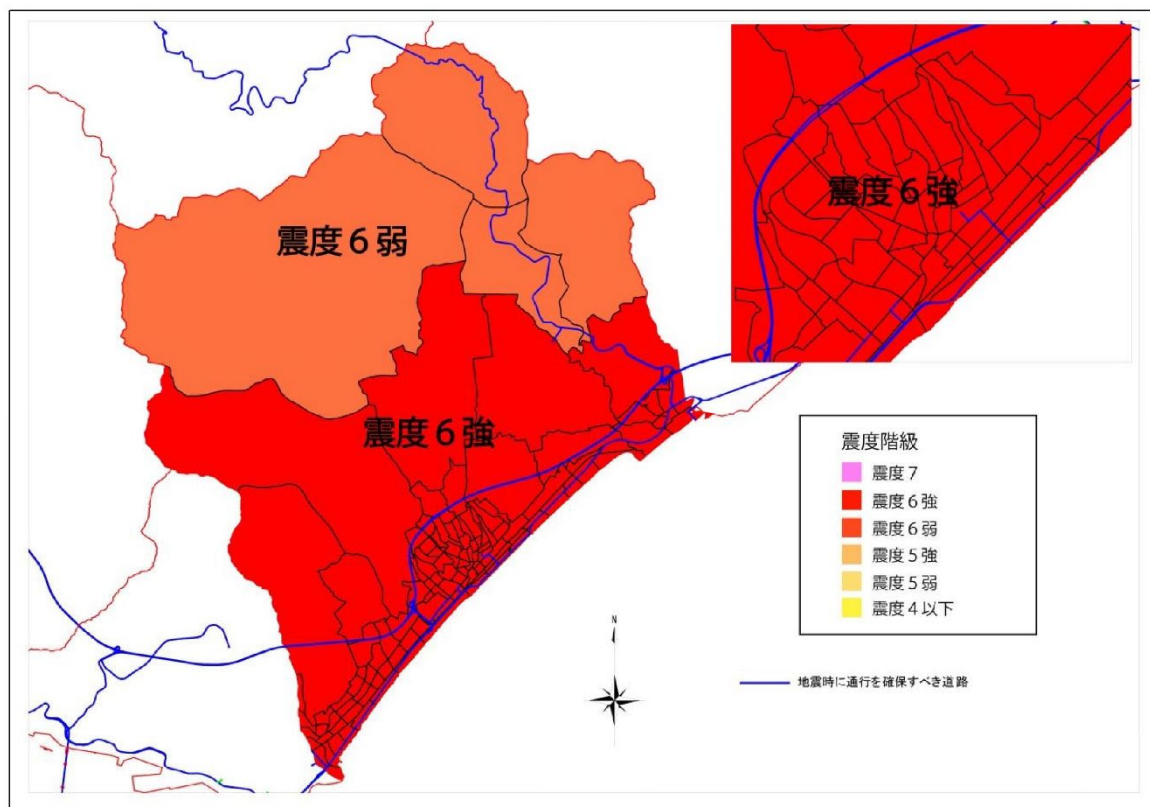 震度６弱
震度６強
震度６強
震度階級
震度７
震度６強
震度６弱
震度５強
震度５弱
震度４以下
N
地震時に通行を確保すべき道路